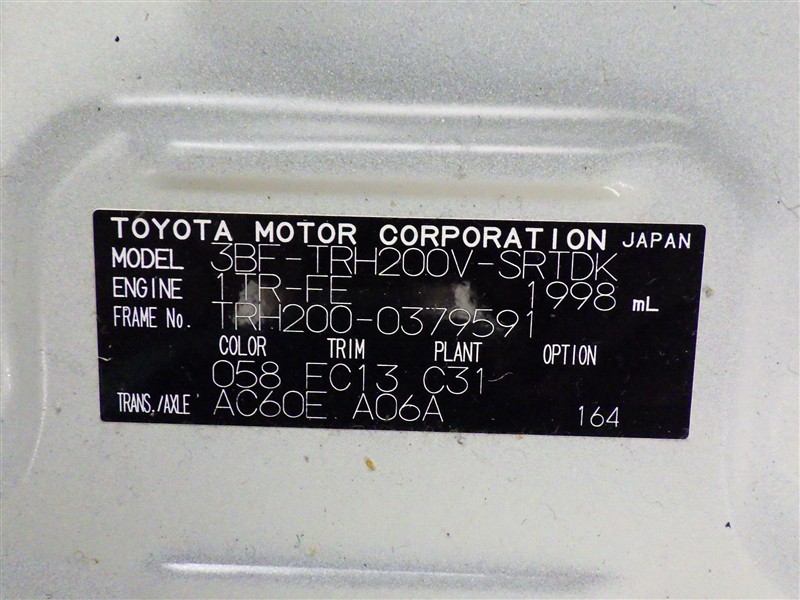 TOYOTA MOTOR CORPORATION JAPAN
MODEL 3BF-TRH200V-SRTDK
ENGINE 1TR-FE 1998 mL
FRAME No. TRH200-0379591
COLOR TRIM PLANT OPTION
058 FC13 C31
TRANS./AXLE AC60E A06A 164